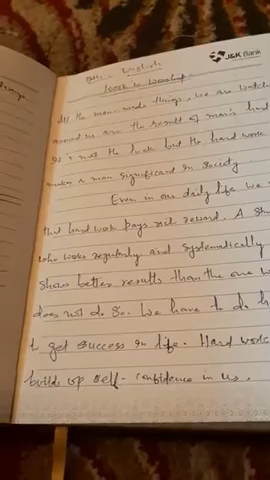 J&K Bank
8th - English
Work is Worship.
All the man-made things, we are watch
around us are the result of man's hard
It is not the luck but the hard work
makes a man significant in society.
Even in our daily life we
that hard work pays rich reward. A Stu
who works regularly and systematically
shows better results than the one w
does not do so. We have to do h
to get success in life. Hard work
builds up self-confidence in us.